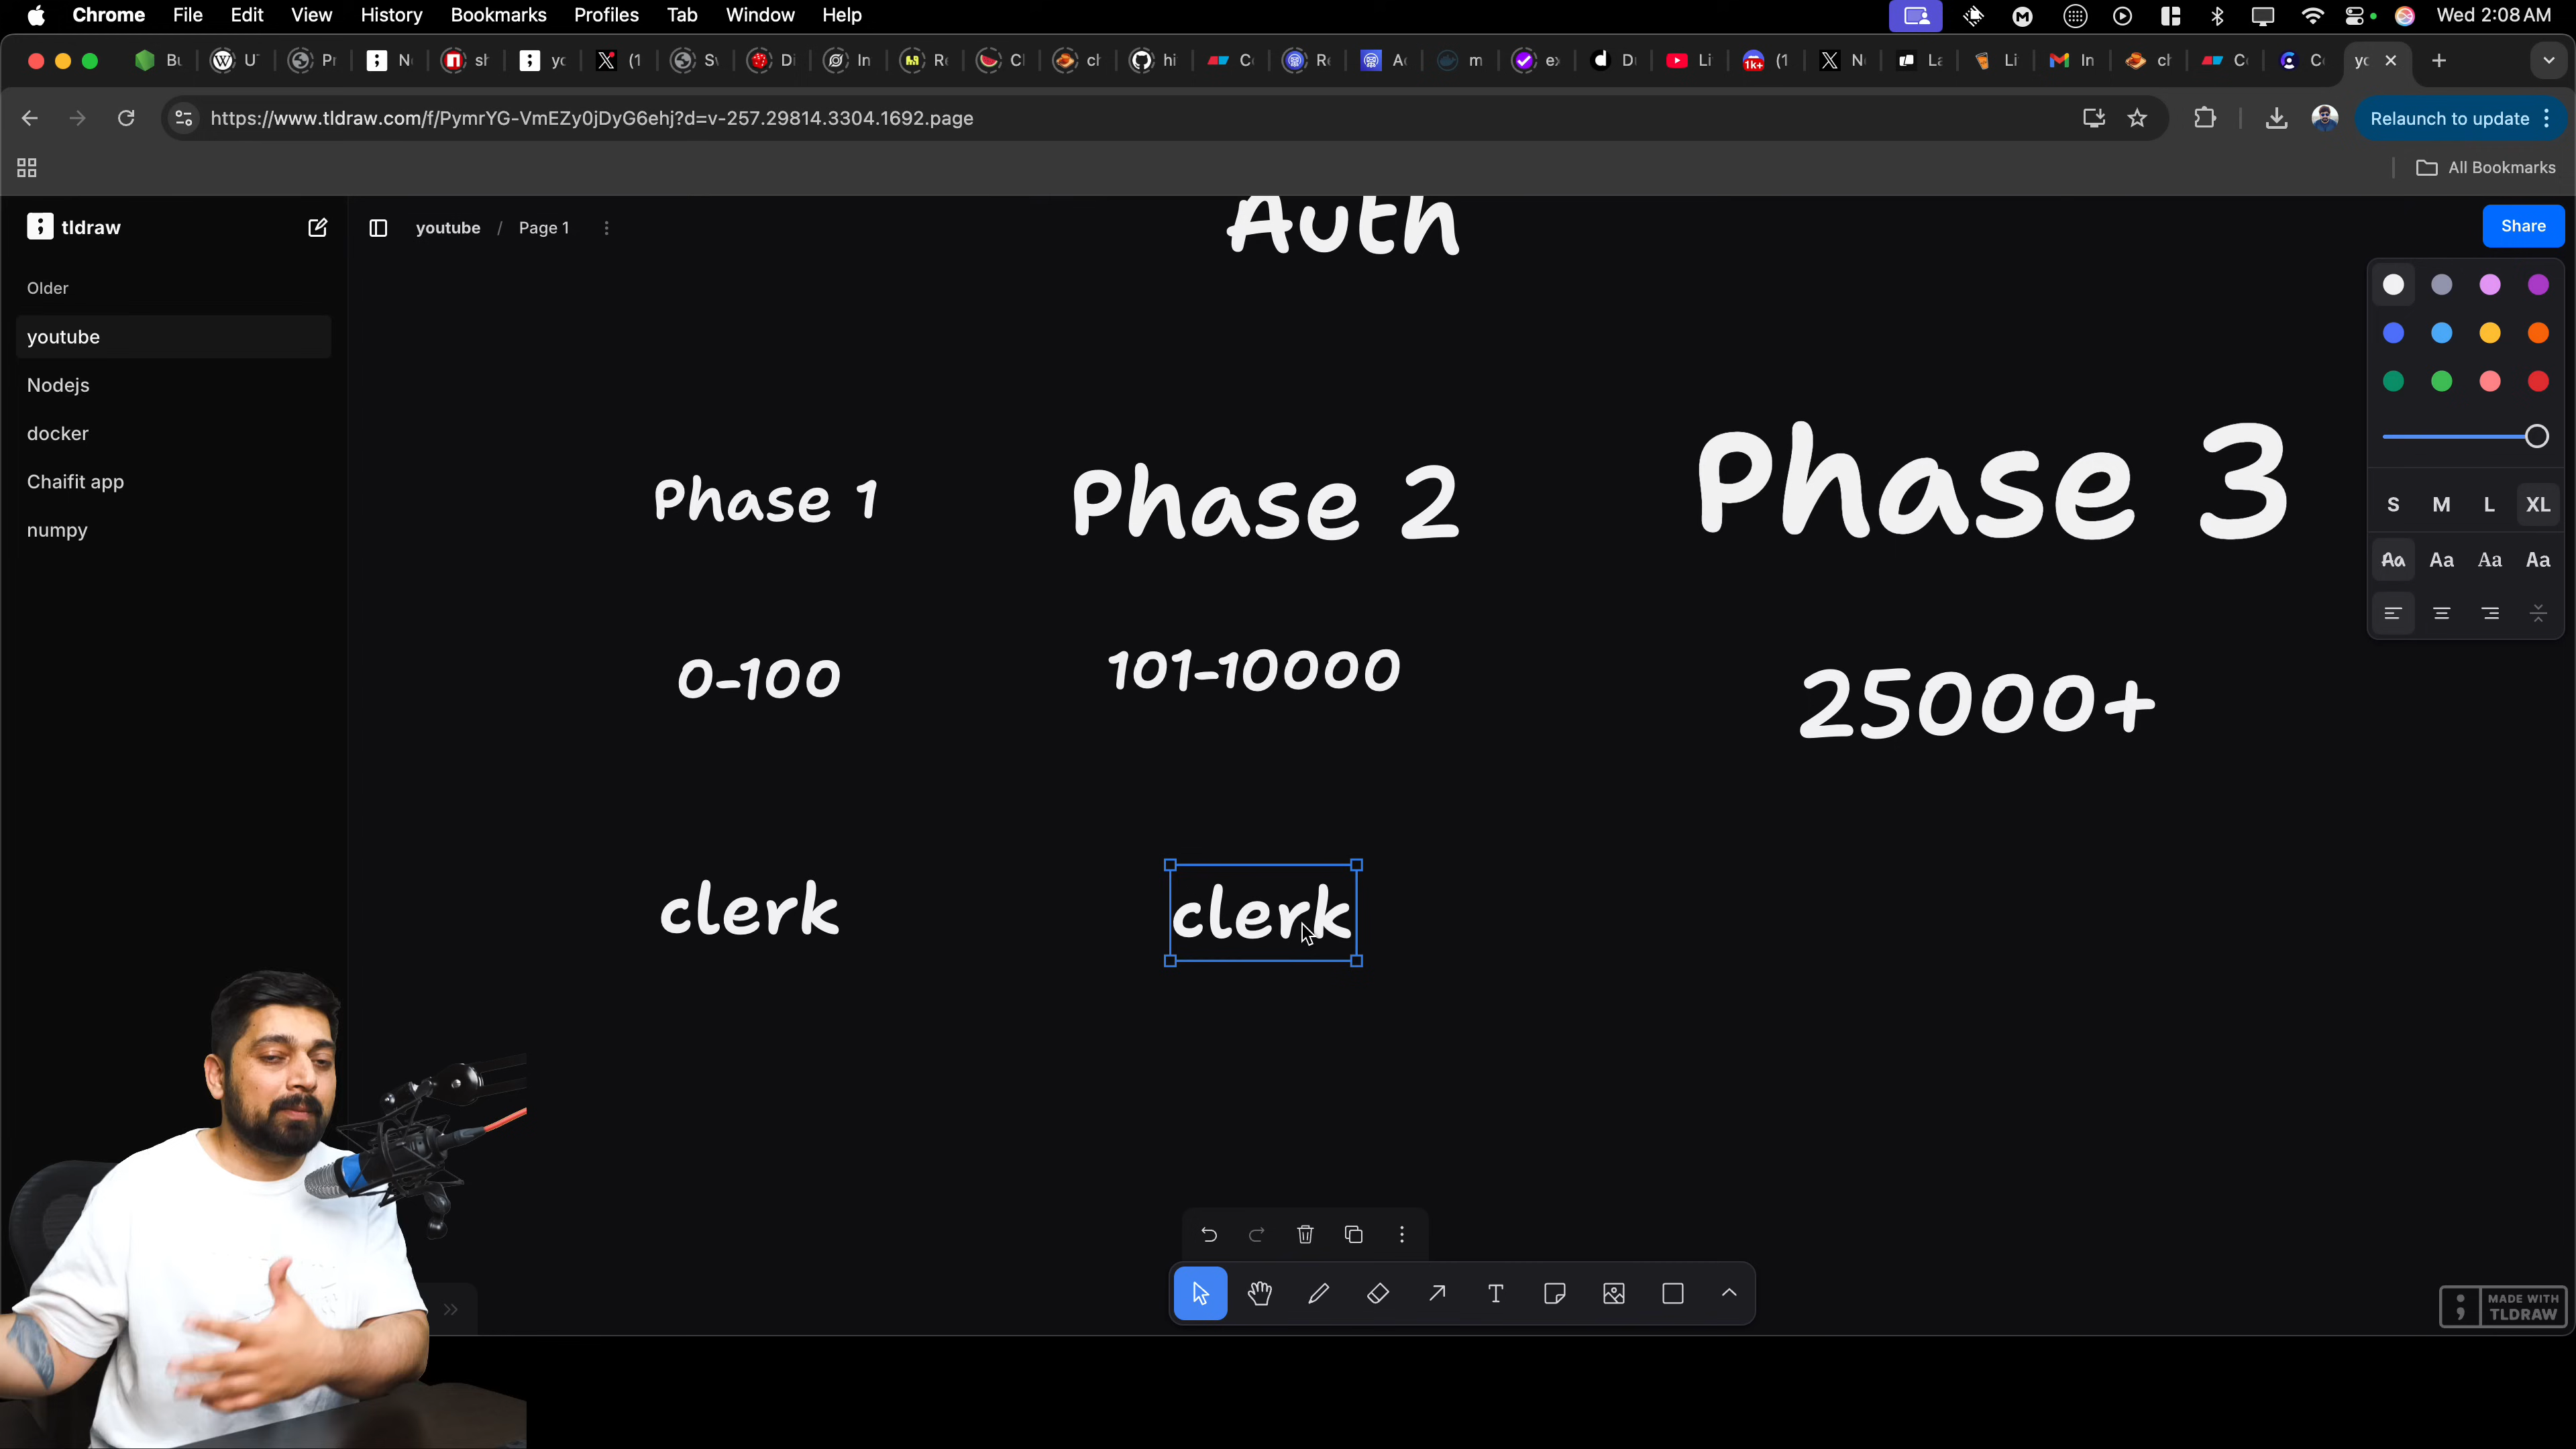 Chrome File Edit View History Bookmarks Profiles Tab Window Help Wed 2:08 AM
https://www.tldraw.com/f/PymrYG-VmEZy0jDyG6ehj?d=v-257.29814.3304.1692.page
Relaunch to update
All Bookmarks
tldraw
youtube / Page 1
Share
Older
youtube
Nodejs
docker
Chaifit app
numpy
Auth
Phase 1 Phase 2 Phase 3
0-100 101-10000 25000+
clerk clerk
S M L XL
Aa Aa Aa Aa
MADE WITH
TLDRAW